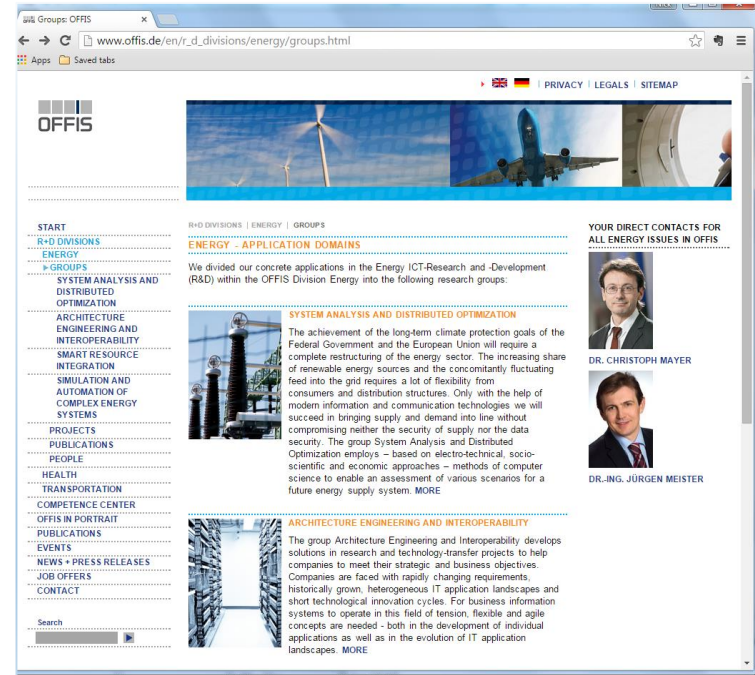 Groups: OFFIS
www.offis.de/en/r_d_divisions/energy/groups.html
Apps Saved tabs
PRIVACY | LEGALS | SITEMAP
OFFIS
START
R+D DIVISIONS
ENERGY
GROUPS
SYSTEM ANALYSIS AND
DISTRIBUTED
OPTIMIZATION
ARCHITECTURE
ENGINEERING AND
INTEROPERABILITY
SMART RESOURCE
INTEGRATION
SIMULATION AND
AUTOMATION OF
COMPLEX ENERGY
SYSTEMS
PROJECTS
PUBLICATIONS
PEOPLE
HEALTH
TRANSPORTATION
COMPETENCE CENTER
OFFIS IN PORTRAIT
PUBLICATIONS
EVENTS
NEWS + PRESS RELEASES
JOB OFFERS
CONTACT
Search
R+D DIVISIONS | ENERGY | GROUPS
ENERGY - APPLICATION DOMAINS
We divided our concrete applications in the Energy ICT-Research and -Development
(R&D) within the OFFIS Division Energy into the following research groups:
SYSTEM ANALYSIS AND DISTRIBUTED OPTIMIZATION
The achievement of the long-term climate protection goals of the
Federal Government and the European Union will require a
complete restructuring of the energy sector. The increasing share
of renewable energy sources and the concomitantly fluctuating
feed into the grid requires a lot of flexibility from
consumers and distribution structures. Only with the help of
modern information and communication technologies we will
succeed in bringing supply and demand into line without
compromising neither the security of supply nor the data
security. The group System Analysis and Distributed
Optimization employs – based on electro-technical, socio-
scientific and economic approaches – methods of computer
science to enable an assessment of various scenarios for a
future energy supply system. MORE
ARCHITECTURE ENGINEERING AND INTEROPERABILITY
The group Architecture Engineering and Interoperability develops
solutions in research and technology-transfer projects to help
companies to meet their strategic and business objectives.
Companies are faced with rapidly changing requirements,
historically grown, heterogeneous IT application landscapes and
short technological innovation cycles. For business information
systems to operate in this field of tension, flexible and agile
concepts are needed - both in the development of individual
applications as well as in the evolution of IT application
landscapes. MORE
YOUR DIRECT CONTACTS FOR
ALL ENERGY ISSUES IN OFFIS
DR. CHRISTOPH MAYER
DR.-ING. JÜRGEN MEISTER